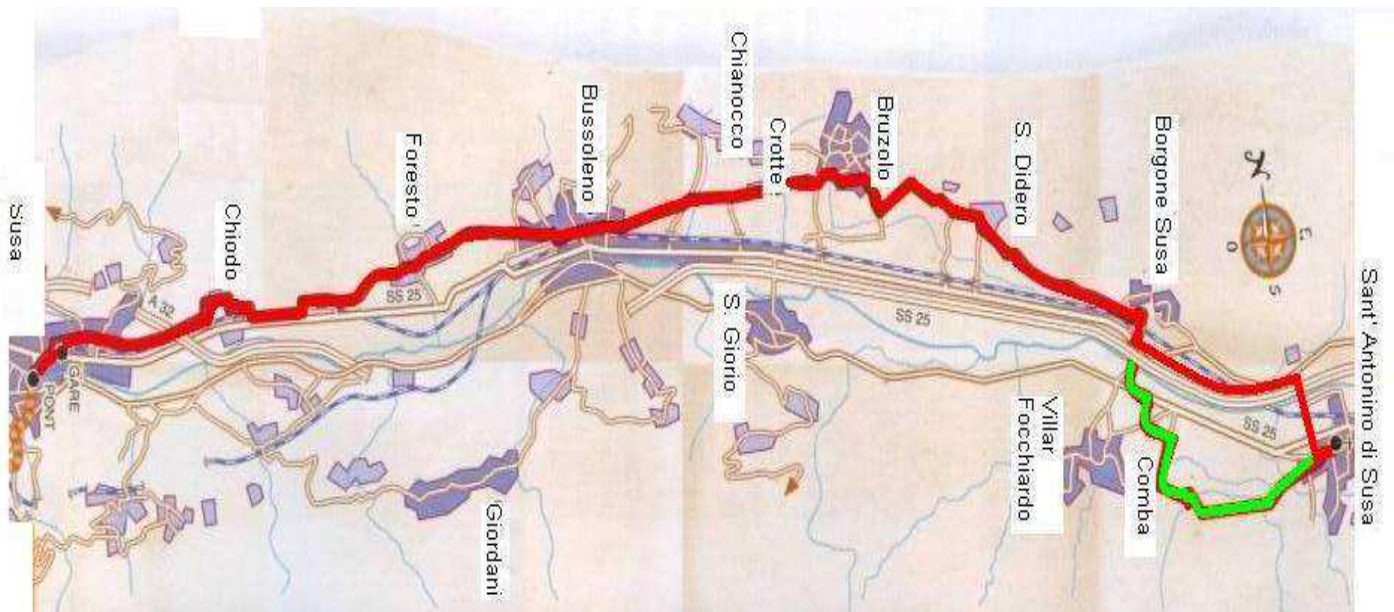 Susa
A 32
GARE
PONT
Chiodo
Foresto
SS 25
Bussoleno
Giordani
Chianocco
Crotte
S. Giorio
Bruzolo
SS 25
S. Didero
Villar
Focchiardo
Borgone Susa
Comba
N
E
S
O
SS 25
Sant' Antonino di Susa